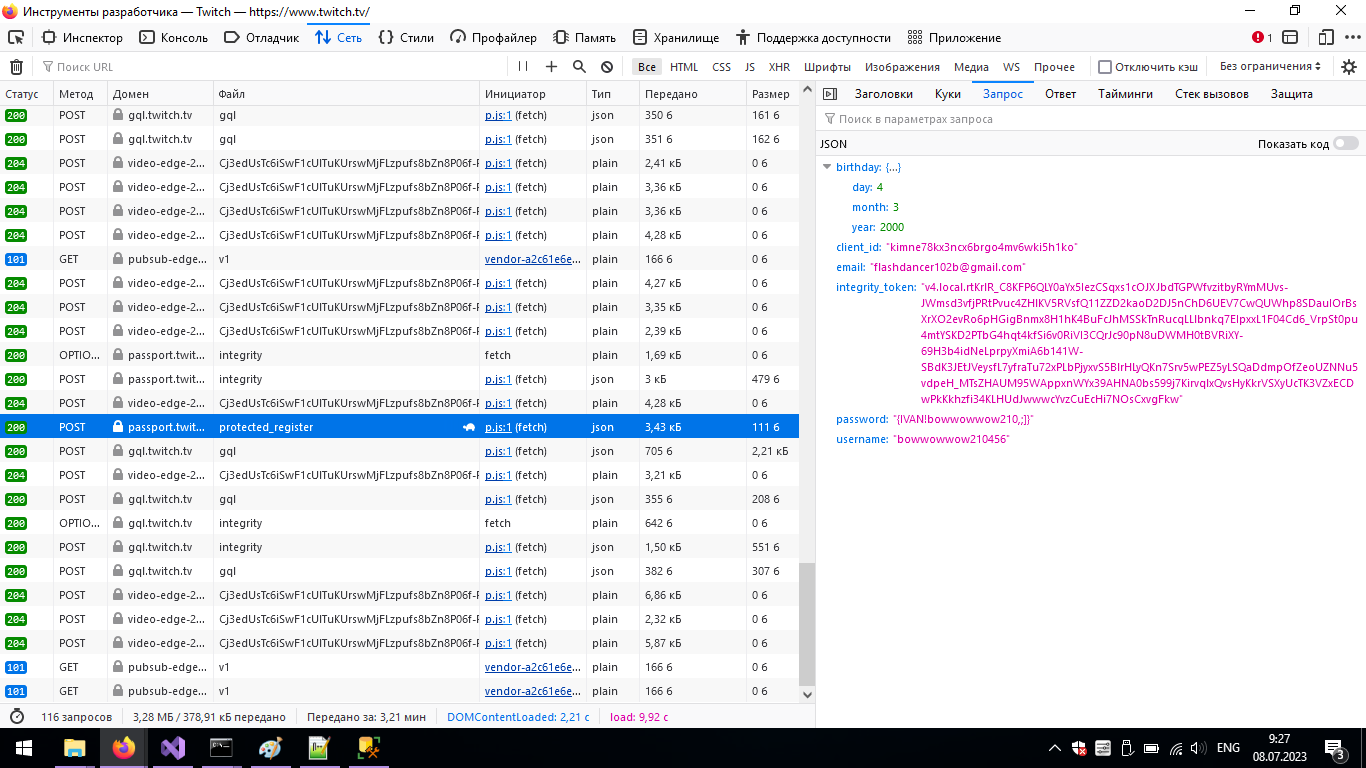 Инструменты разработчика — Twitch — https://www.twitch.tv/
Инспектор Консоль Отладчик Сеть Стили Профайлер Память Хранилище Поддержка доступности Приложение 1
Поиск URL Все HTML CSS JS XHR Шрифты Изображения Медиа WS Прочее Отключить кэш Без ограничения
Статус Метод Домен Файл Инициатор Тип Передано Размер
200 POST gql.twitch.tv gql p.js:1 (fetch) json 350 б 161 б
200 POST gql.twitch.tv gql p.js:1 (fetch) json 351 б 162 б
204 POST video-edge-2... p.js:1 (fetch) plain 2,41 кБ 0 б
204 POST video-edge-2... p.js:1 (fetch) plain 3,36 кБ 0 б
204 POST video-edge-2... p.js:1 (fetch) plain 3,36 кБ 0 б
204 POST video-edge-2... p.js:1 (fetch) plain 4,28 кБ 0 б
101 GET pubsub-edge... v1 vendor-a2c61e6e... plain 166 б 0 б
204 POST video-edge-2... p.js:1 (fetch) plain 4,27 кБ 0 б
204 POST video-edge-2... p.js:1 (fetch) plain 3,35 кБ 0 б
204 POST video-edge-2... p.js:1 (fetch) plain 2,39 кБ 0 б
200 OPTIO... passport.twit... integrity fetch plain 1,69 кБ 0 б
200 POST passport.twit... integrity p.js:1 (fetch) json 3 кБ 479 б
204 POST video-edge-2... p.js:1 (fetch) plain 4,28 кБ 0 б
200 POST passport.twit... protected_register p.js:1 (fetch) json 3,43 кБ 111 б
200 POST gql.twitch.tv gql p.js:1 (fetch) json 705 б 2,21 кБ
204 POST video-edge-2... p.js:1 (fetch) plain 3,21 кБ 0 б
200 POST gql.twitch.tv gql p.js:1 (fetch) json 355 б 208 б
200 OPTIO... gql.twitch.tv integrity fetch plain 642 б 0 б
200 POST gql.twitch.tv integrity p.js:1 (fetch) json 1,50 кБ 551 б
200 POST gql.twitch.tv gql p.js:1 (fetch) json 382 б 307 б
204 POST video-edge-2... p.js:1 (fetch) plain 6,86 кБ 0 б
204 POST video-edge-2... p.js:1 (fetch) plain 2,32 кБ 0 б
204 POST video-edge-2... p.js:1 (fetch) plain 5,87 кБ 0 б
101 GET pubsub-edge... v1 vendor-a2c61e6e... plain 166 б 0 б
101 GET pubsub-edge... v1 vendor-a2c61e6e... plain 166 б 0 б
116 запросов 3,28 МБ / 378,91 кБ передано Передано за: 3,21 мин DOMContentLoaded: 2,21 с load: 9,92 с
Заголовки Куки Запрос Ответ Тайминги Стек вызовов Защита
Поиск в параметрах запроса
JSON Показать код
birthday: {...}
day: 4
month: 3
year: 2000
client_id: "kimne78kx3ncx6brgo4mv6wki5h1ko"
email: "flashdancer102b@gmail.com"
integrity_token:
password: "{IVAN!bowwowwow210,;]}"
username: "bowwowwow210456"
ENG 9:27
08.07.2023 3